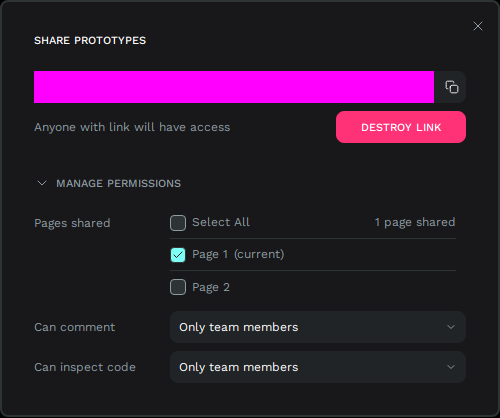 SHARE PROTOTYPES
Anyone with link will have access
DESTROY LINK
MANAGE PERMISSIONS
Pages shared
Select All
1 page shared
Page 1 (current)
Page 2
Can comment
Only team members
Can inspect code
Only team members